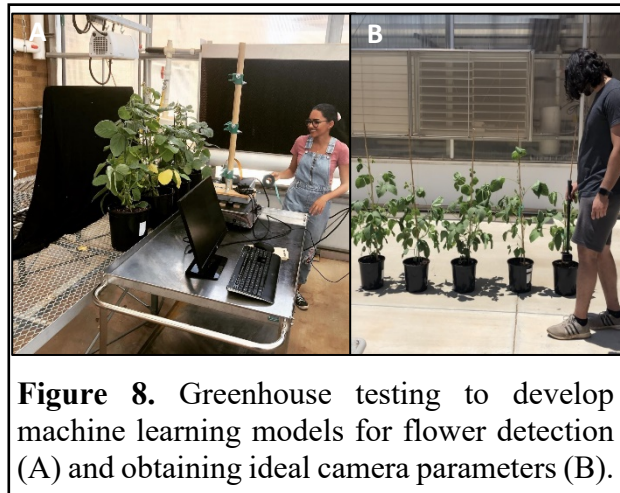 A
B
Figure 8. Greenhouse testing to develop
machine learning models for flower detection
(A) and obtaining ideal camera parameters (B).